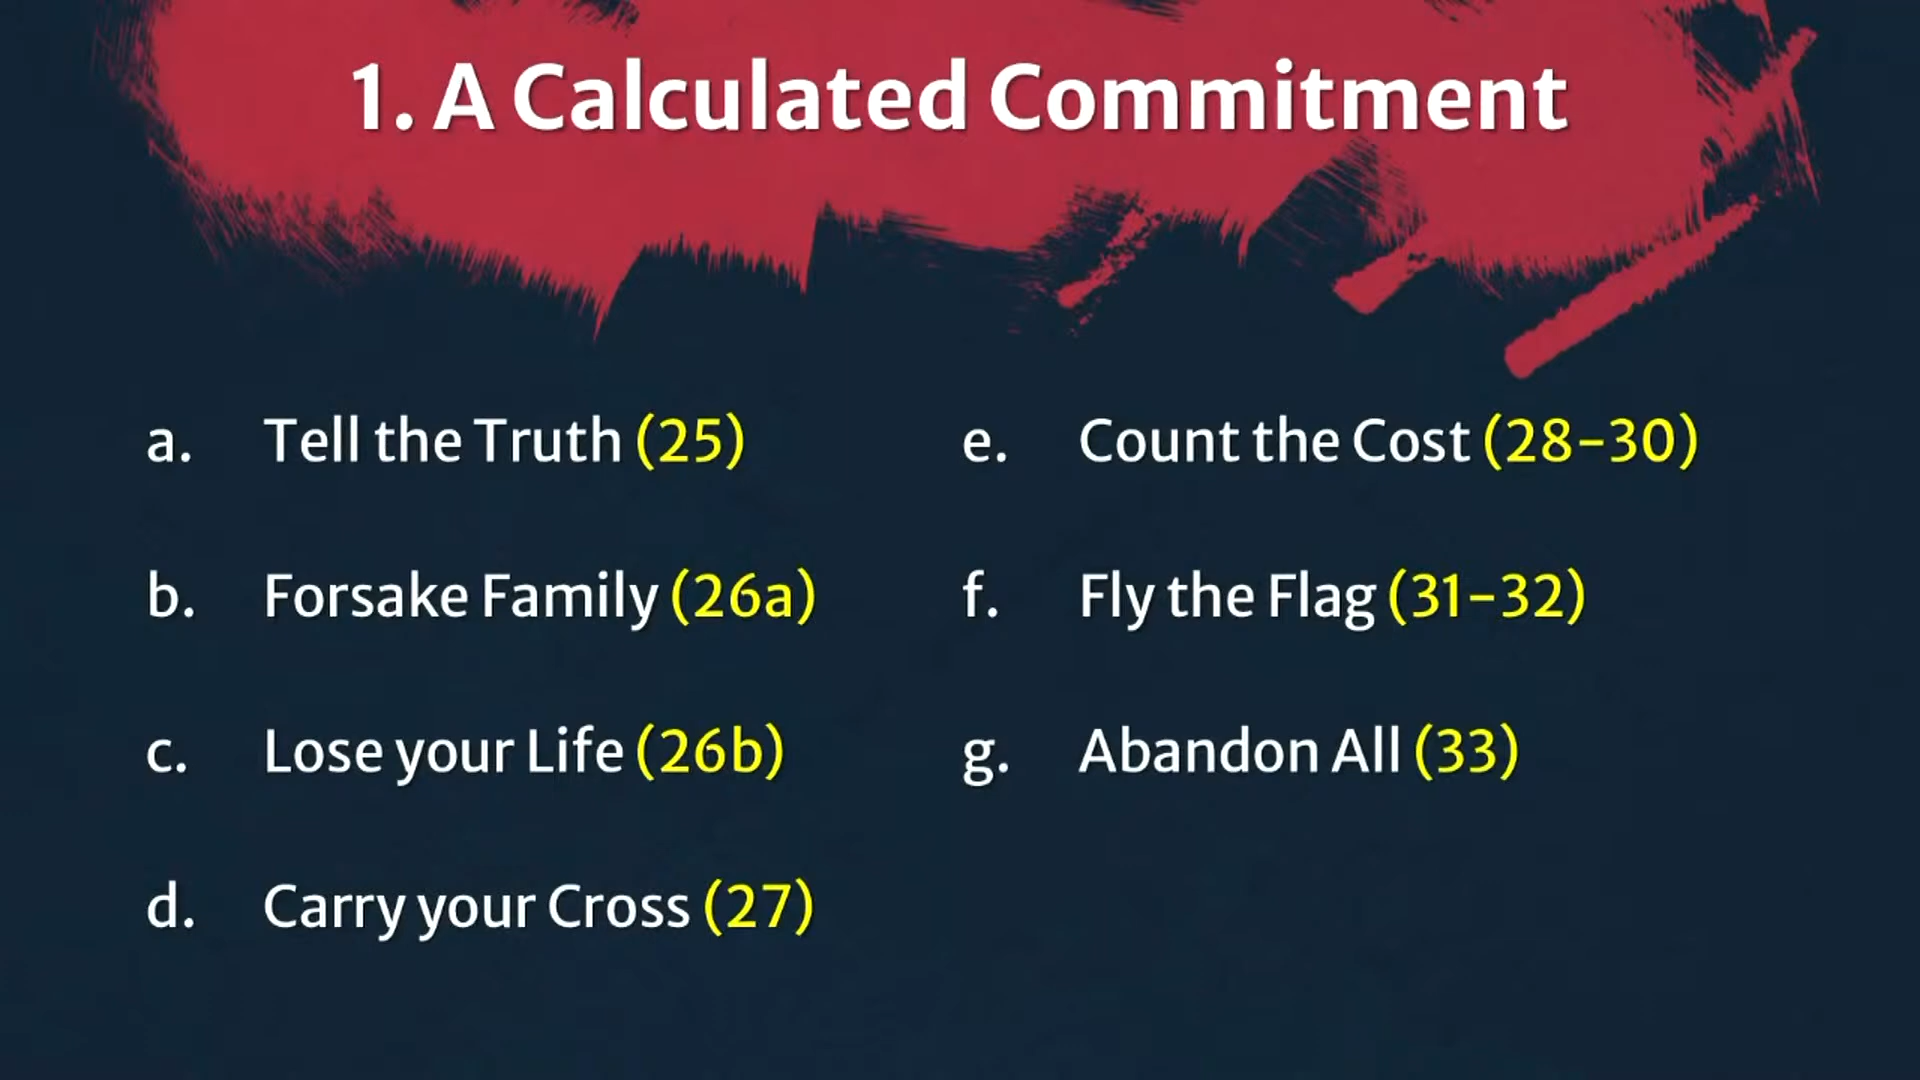 1. A Calculated Commitment
a. Tell the Truth (25)
b. Forsake Family (26a)
c. Lose your Life (26b)
d. Carry your Cross (27)
e. Count the Cost (28-30)
f. Fly the Flag (31-32)
g. Abandon All (33)